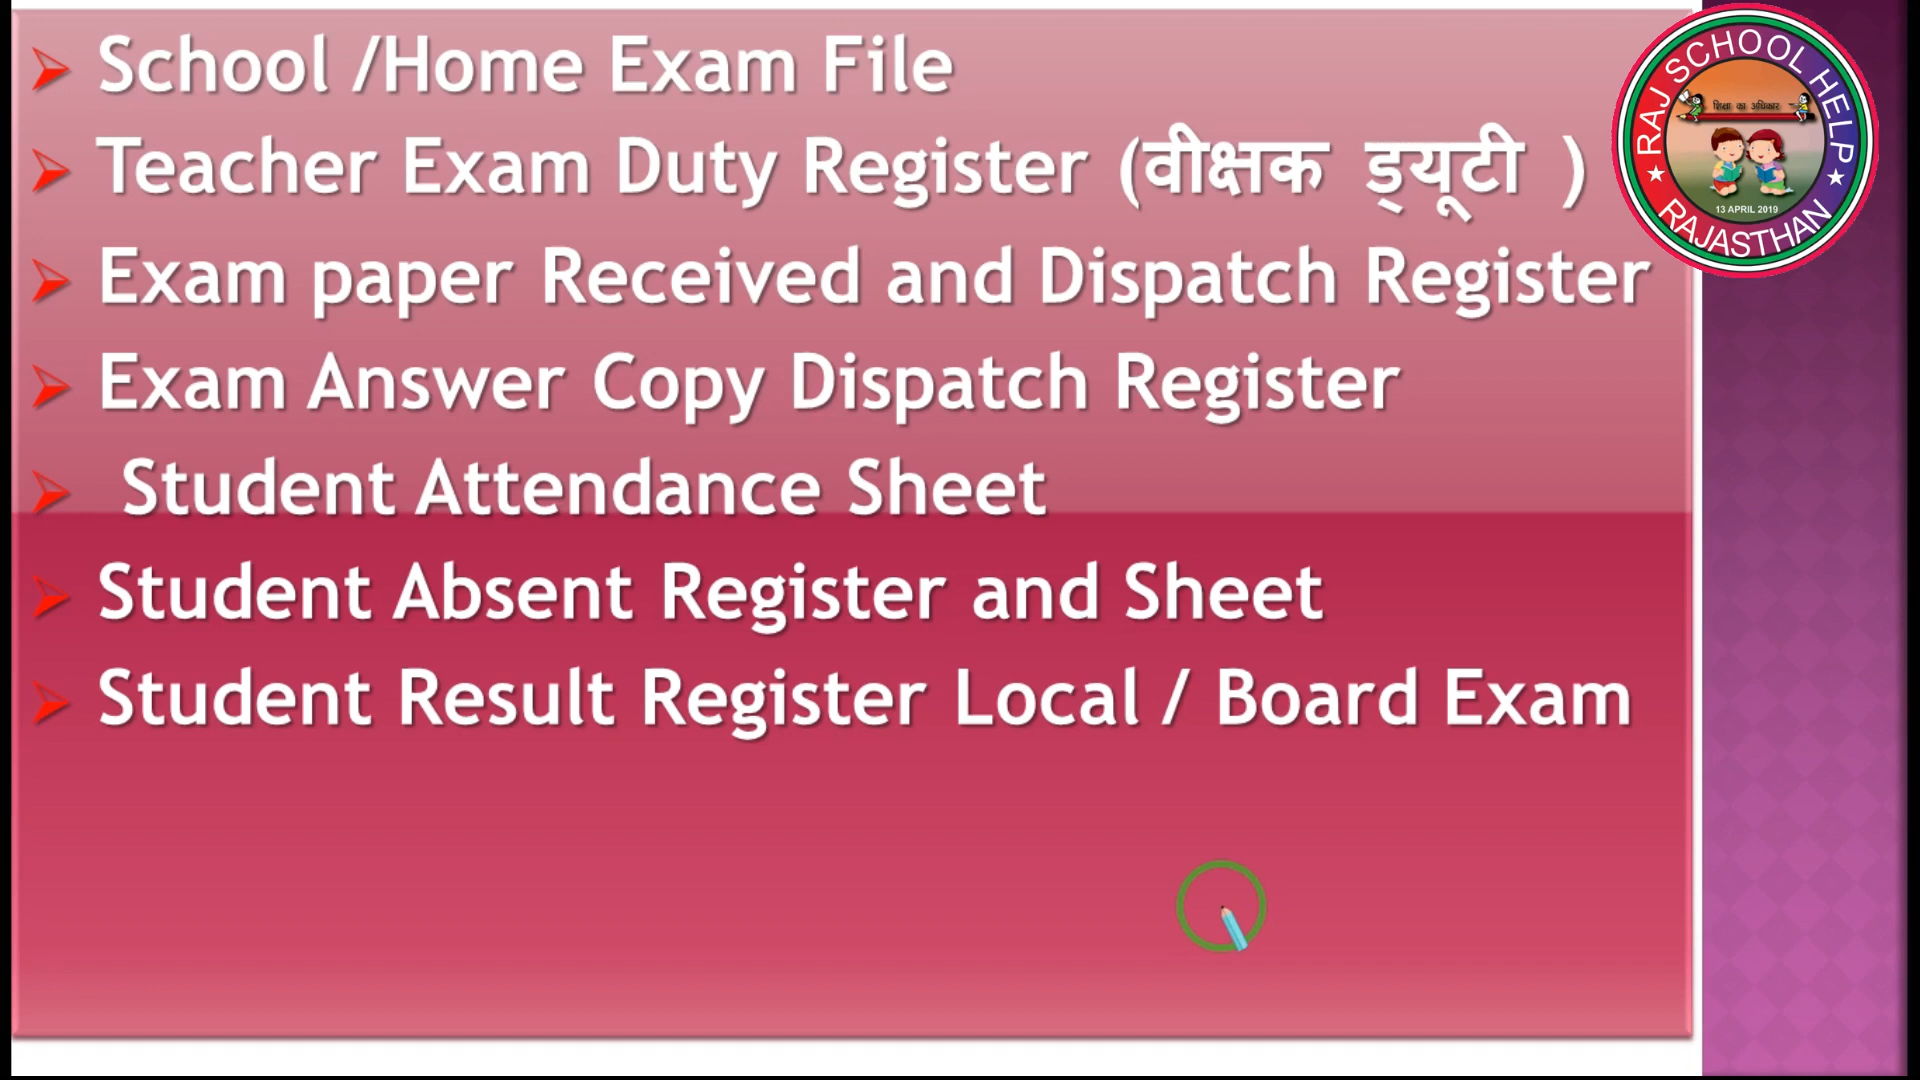 School /Home Exam File
Teacher Exam Duty Register (वीक्षक ड्यूटी )
Exam paper Received and Dispatch Register
Exam Answer Copy Dispatch Register
Student Attendance Sheet
Student Absent Register and Sheet
Student Result Register Local / Board Exam
RAJ SCHOOL HELP
शिक्षा का अधिकार
13 APRIL 2019
RAJASTHAN